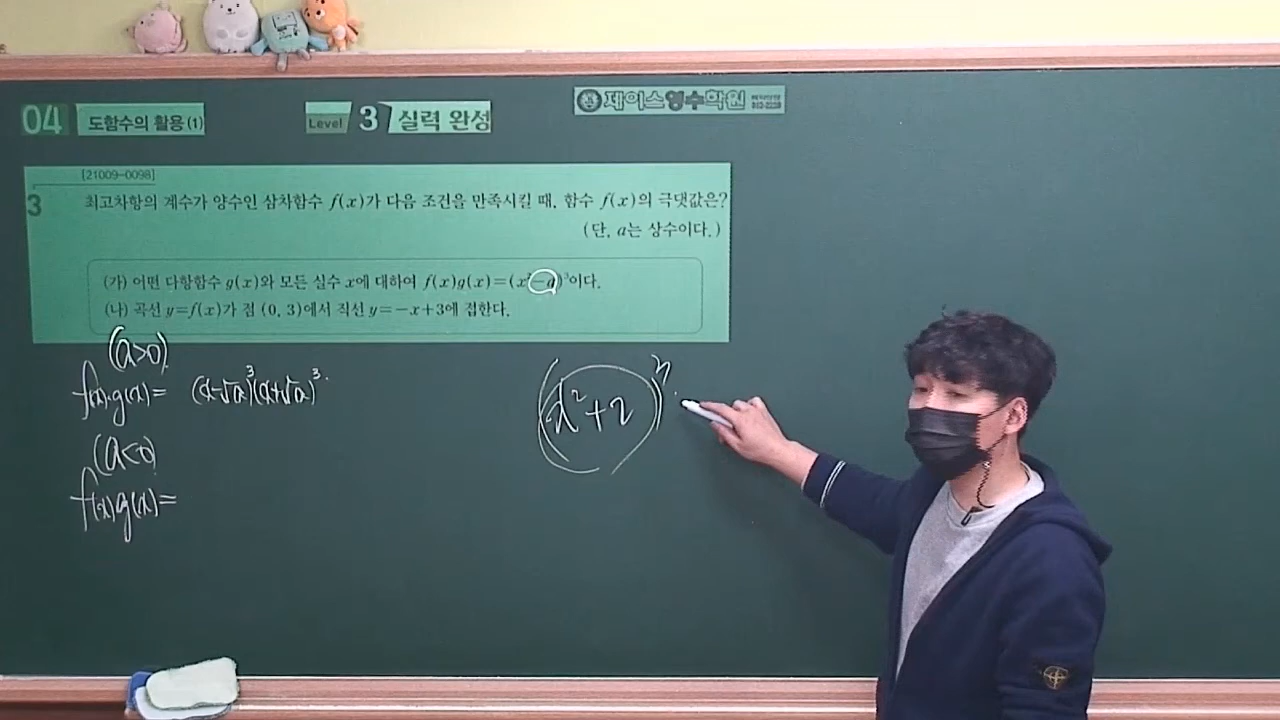 04 도함수의 활용 (1)
Level 3 실력 완성
제이스영수학원
[21009-0098]
3 최고차항의 계수가 양수인 삼차함수 f(x)가 다음 조건을 만족시킬 때, 함수 f(x)의 극댓값은?
(단, a는 상수이다.)
(가) 어떤 다항함수 g(x)와 모든 실수 x에 대하여 f(x)g(x)=(x²-a)³이다.
(나) 곡선 y=f(x)가 점 (0, 3)에서 직선 y=-x+3에 접한다.
(a>0).
f(x)·g(x)= (x-√a)³(x+√a)³.
(a<0)
f(x)g(x)=
(x²+2)